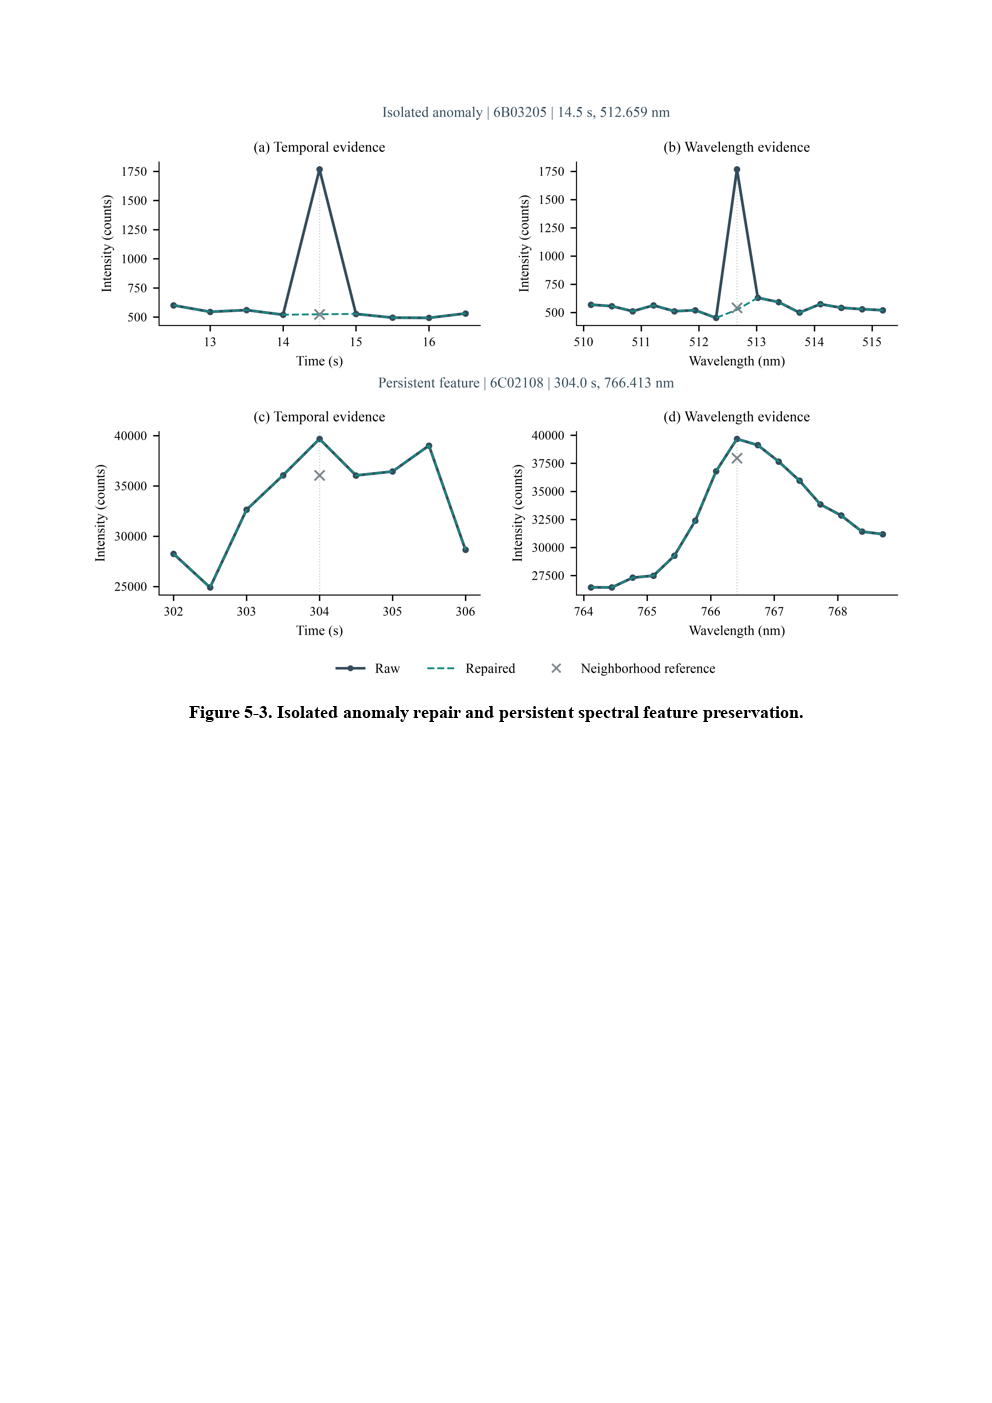 Isolated anomaly | 6B03205 | 14.5 s, 512.659 nm
(a) Temporal evidence
1750
1500
1250
1000
750
500
Intensity (counts)
13 14 15 16
Time (s)
(b) Wavelength evidence
1750
1500
1250
1000
750
500
Intensity (counts)
510 511 512 513 514 515
Wavelength (nm)
Persistent feature | 6C02108 | 304.0 s, 766.413 nm
(c) Temporal evidence
40000
35000
30000
25000
Intensity (counts)
302 303 304 305 306
Time (s)
(d) Wavelength evidence
40000
37500
35000
32500
30000
27500
Intensity (counts)
764 765 766 767 768
Wavelength (nm)
Raw Repaired Neighborhood reference
Figure 5-3. Isolated anomaly repair and persistent spectral feature preservation.